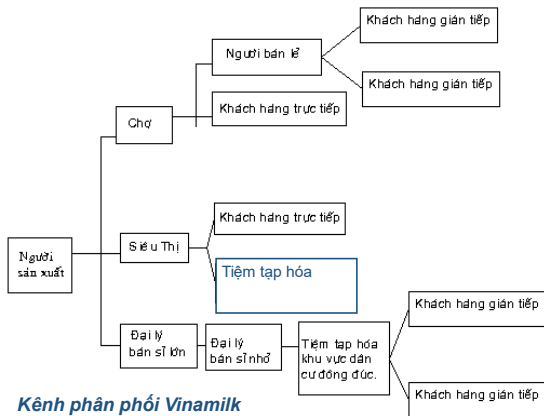 Khách hàng gián tiếp
Người bán lẻ
Khách hàng gián tiếp
Khách hàng trực tiếp
Chợ
Khách hàng trực tiếp
Siêu Thị
Người
sản xuất
Tiệm tạp hóa
Khách hàng gián tiếp
Đại lý
bán sỉ lớn
Đại lý
bán sỉ nhỏ
Tiệm tạp hóa
khu vực dân
cư đông đúc.
Khách hàng gián tiếp
Kênh phân phối Vinamilk